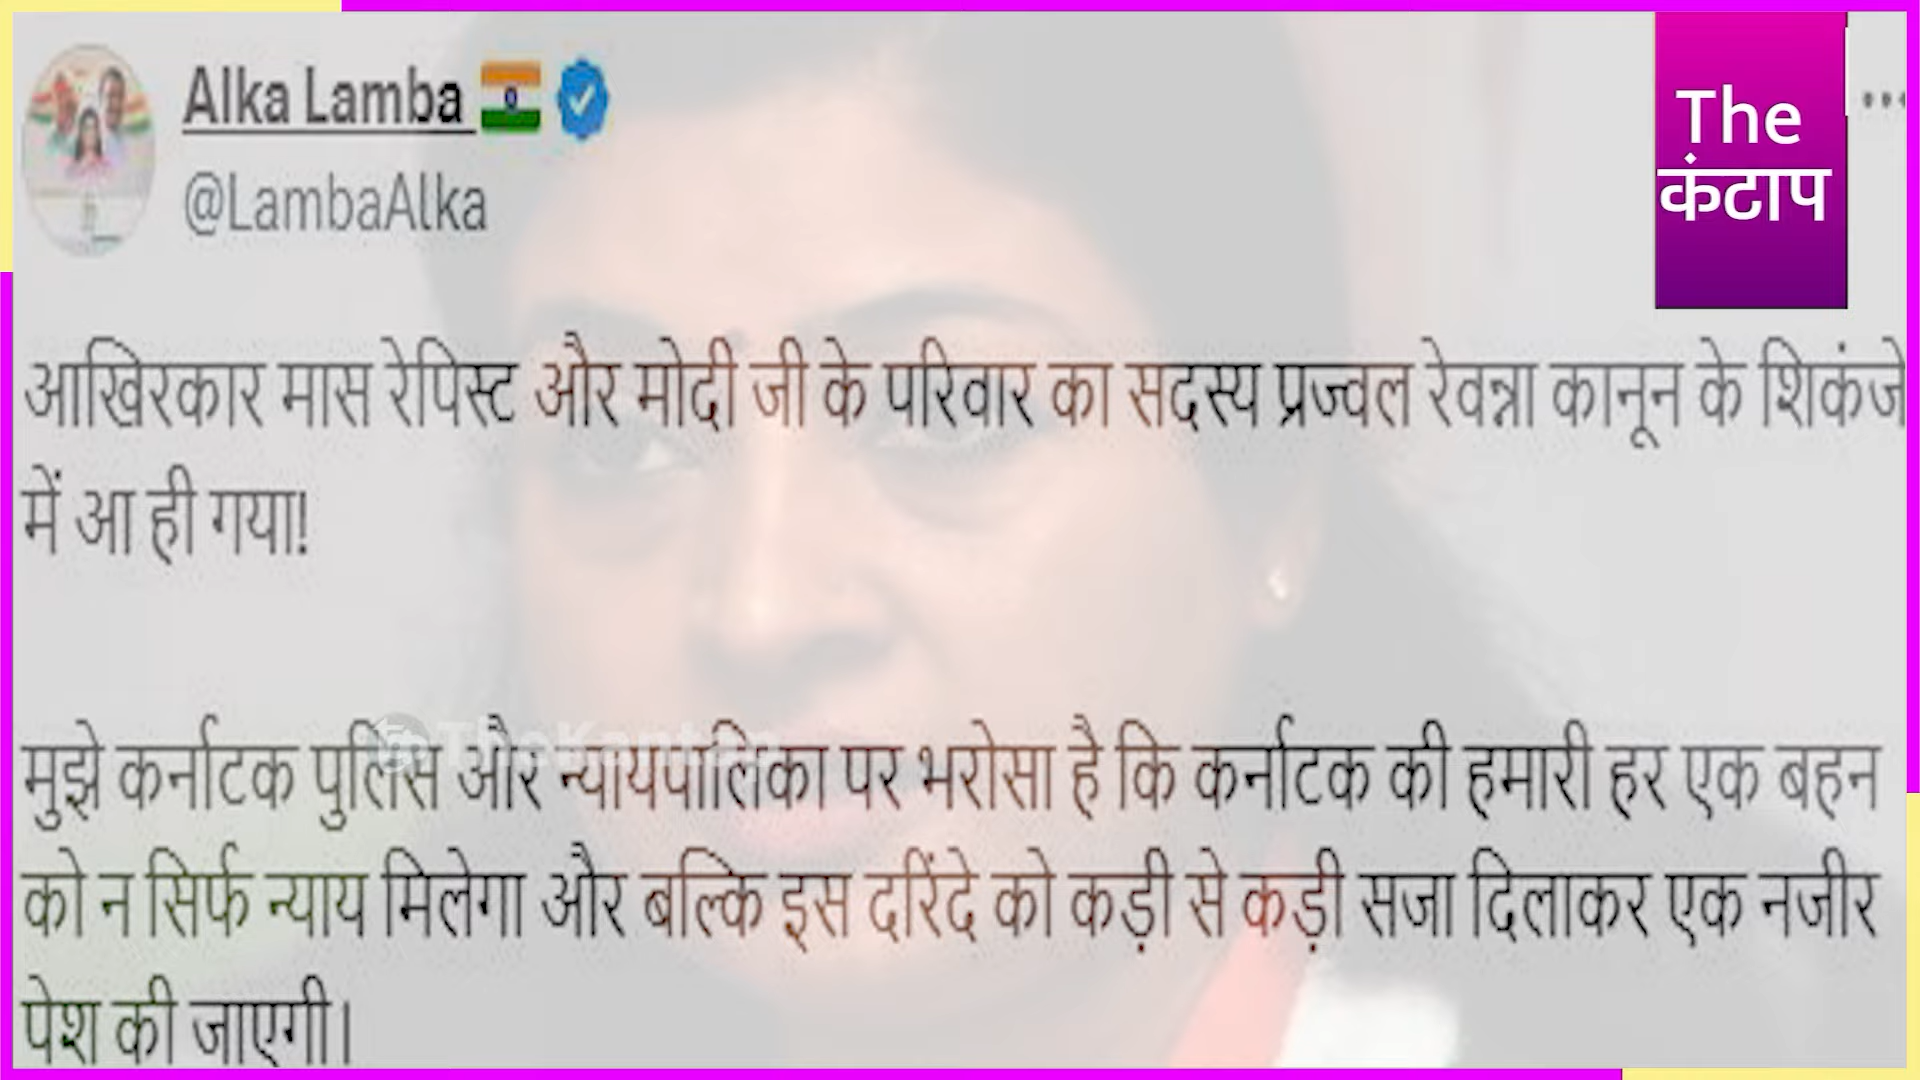 Alka Lamba
@LambaAlka
The
कंटाप
आखिरकार मास रेपिस्ट और मोदी जी के परिवार का सदस्य प्रज्वल रेवन्ना कानून के शिकंजे
में आ ही गया!
TheKantap
मुझे कर्नाटक पुलिस और न्यायपालिका पर भरोसा है कि कर्नाटक की हमारी हर एक बहन
को न सिर्फ न्याय मिलेगा और बल्कि इस दरिंदे को कड़ी से कड़ी सजा दिलाकर एक नजीर
पेश की जाएगी।